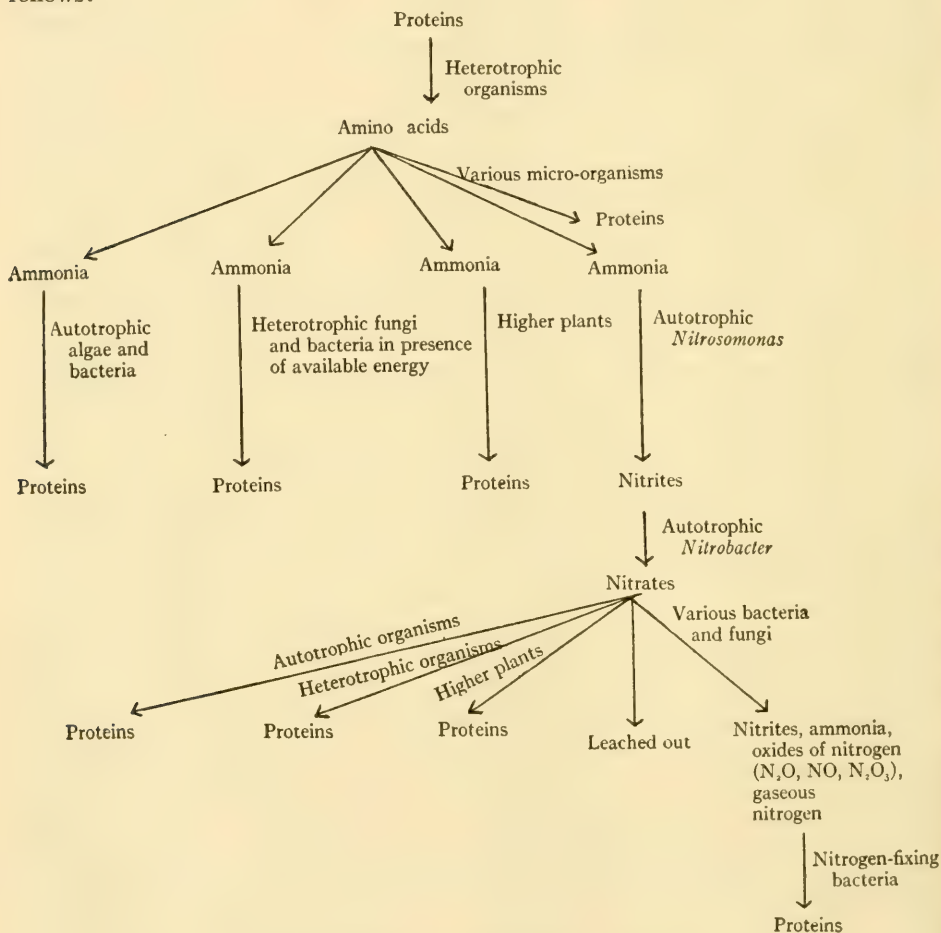 Proteins
Heterotrophic
organisms
Amino acids
Various micro-organisms
Proteins
Ammonia
Ammonia
Ammonia
Ammonia
Autotrophic
algae and
bacteria
Heterotrophic fungi
and bacteria in presence
of available energy
Higher plants
Autotrophic
Nitrosomonas
Proteins
Proteins
Proteins
Nitrites
Autotrophic
Nitrobacter
Nitrates
Various bacteria
and fungi
Autotrophic organisms
Heterotrophic organisms
Higher plants
Proteins
Proteins
Proteins
Leached out
Nitrites, ammonia,
oxides of nitrogen
(N₂O, NO, N₂O₃),
gaseous
nitrogen
Nitrogen-fixing
bacteria
Proteins